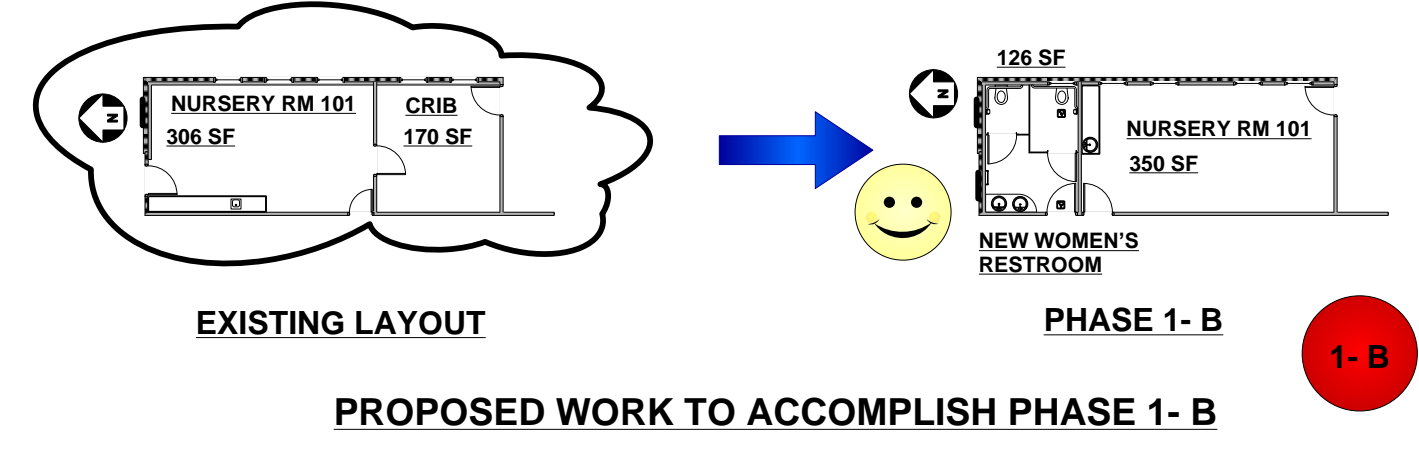 NURSERY RM 101
306 SF
CRIB
170 SF
N
EXISTING LAYOUT
126 SF
N
NURSERY RM 101
350 SF
NEW WOMEN'S
RESTROOM
PHASE 1- B
1- B
PROPOSED WORK TO ACCOMPLISH PHASE 1- B